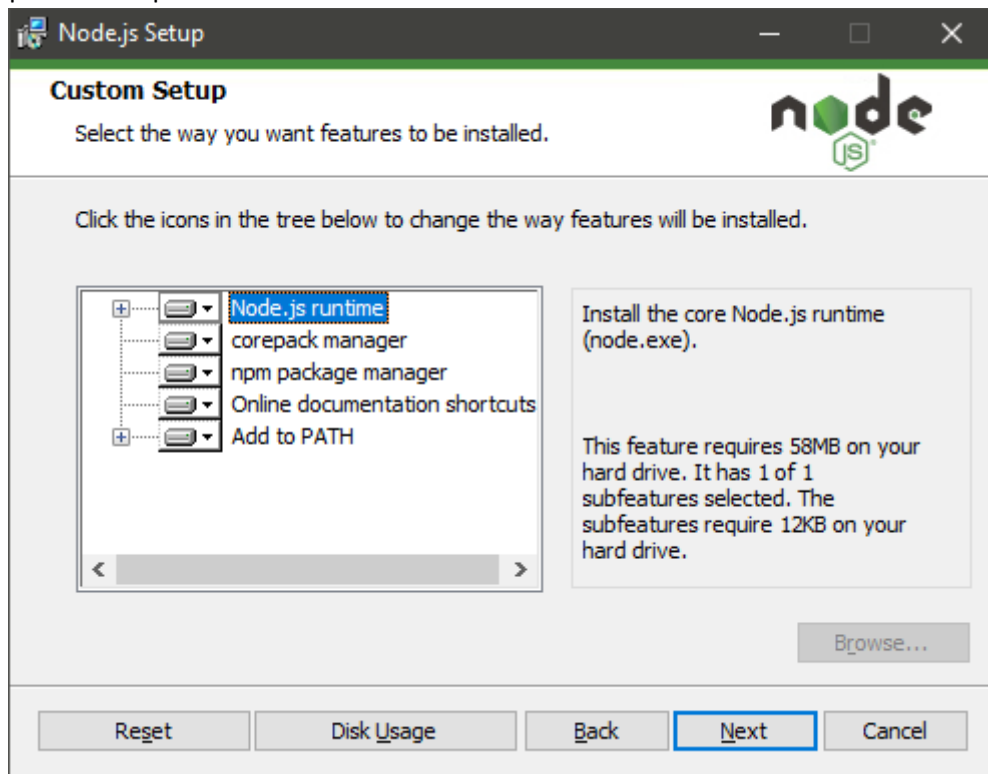 Node.js Setup
Custom Setup
Select the way you want features to be installed.
node
JS
Click the icons in the tree below to change the way features will be installed.
Node.js runtime
corepack manager
npm package manager
Online documentation shortcuts
Add to PATH
Install the core Node.js runtime
(node.exe).
This feature requires 58MB on your
hard drive. It has 1 of 1
subfeatures selected. The
subfeatures require 12KB on your
hard drive.
Browse...
Reset
Disk Usage
Back
Next
Cancel